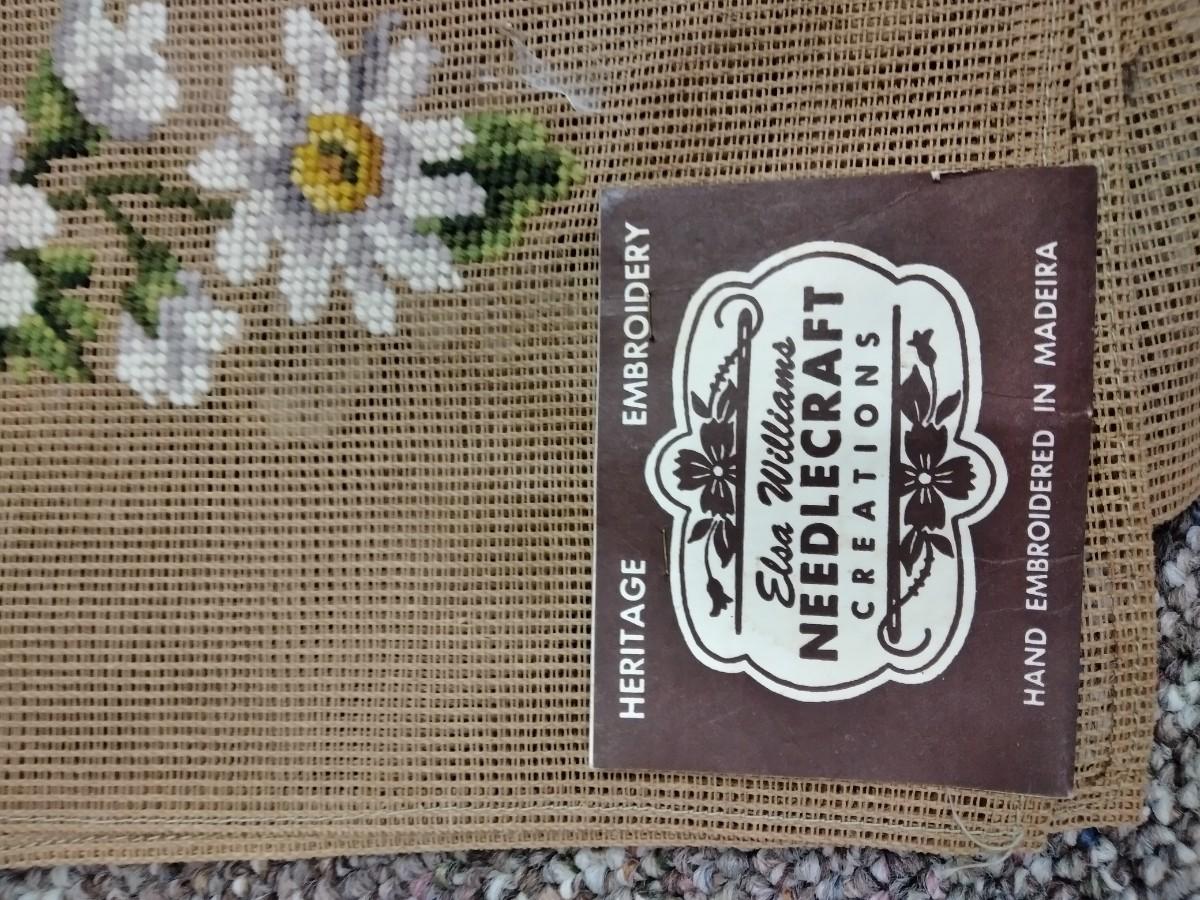 HERITAGE EMBROIDERY
Elsa Williams
NEEDLECRAFT
CREATIONS
HAND EMBROIDERED IN MADEIRA